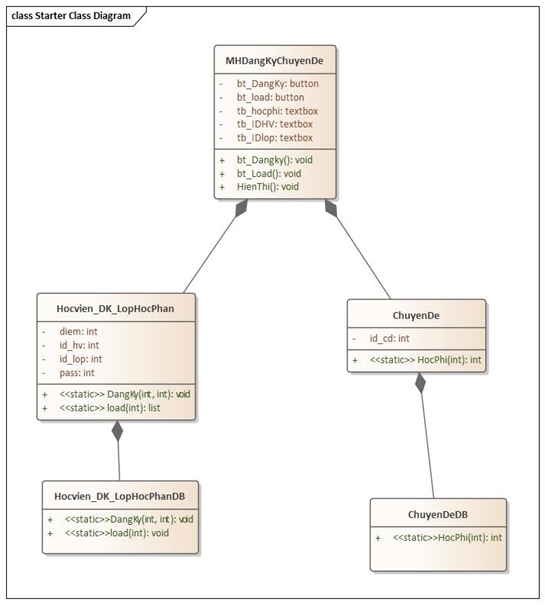 class Starter Class Diagram
MHDangKyChuyenDe
- bt_DangKy: button
- bt_load: button
- tb_hocphi: textbox
- tb_IDHV: textbox
- tb_IDlop: textbox
+ bt_Dangky(): void
+ bt_Load(): void
+ HienThi(): void
Hocvien_DK_LopHocPhan
- diem: int
- id_hv: int
- id_lop: int
- pass: int
+ <<static>> DangKy(int, int): void
+ <<static>> load(int): list
ChuyenDe
- id_cd: int
+ <<static>> HocPhi(int): int
Hocvien_DK_LopHocPhanDB
+ <<static>>DangKy(int, int): void
+ <<static>>load(int): void
ChuyenDeDB
+ <<static>>HocPhi(int): int